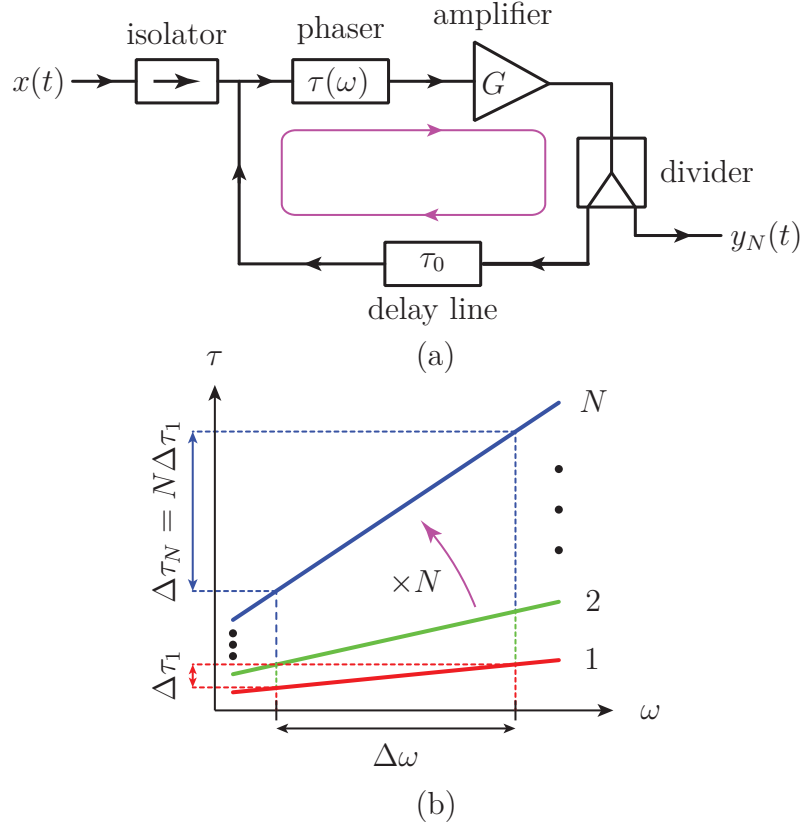 amplifier
isolator
phaser
x(t)
τ(ω)
G
divider
y_N(t)
τ_0
delay line
(a)
τ
N
Δτ_N = NΔτ_1
×N
2
1
Δτ_1
ω
Δω
(b)